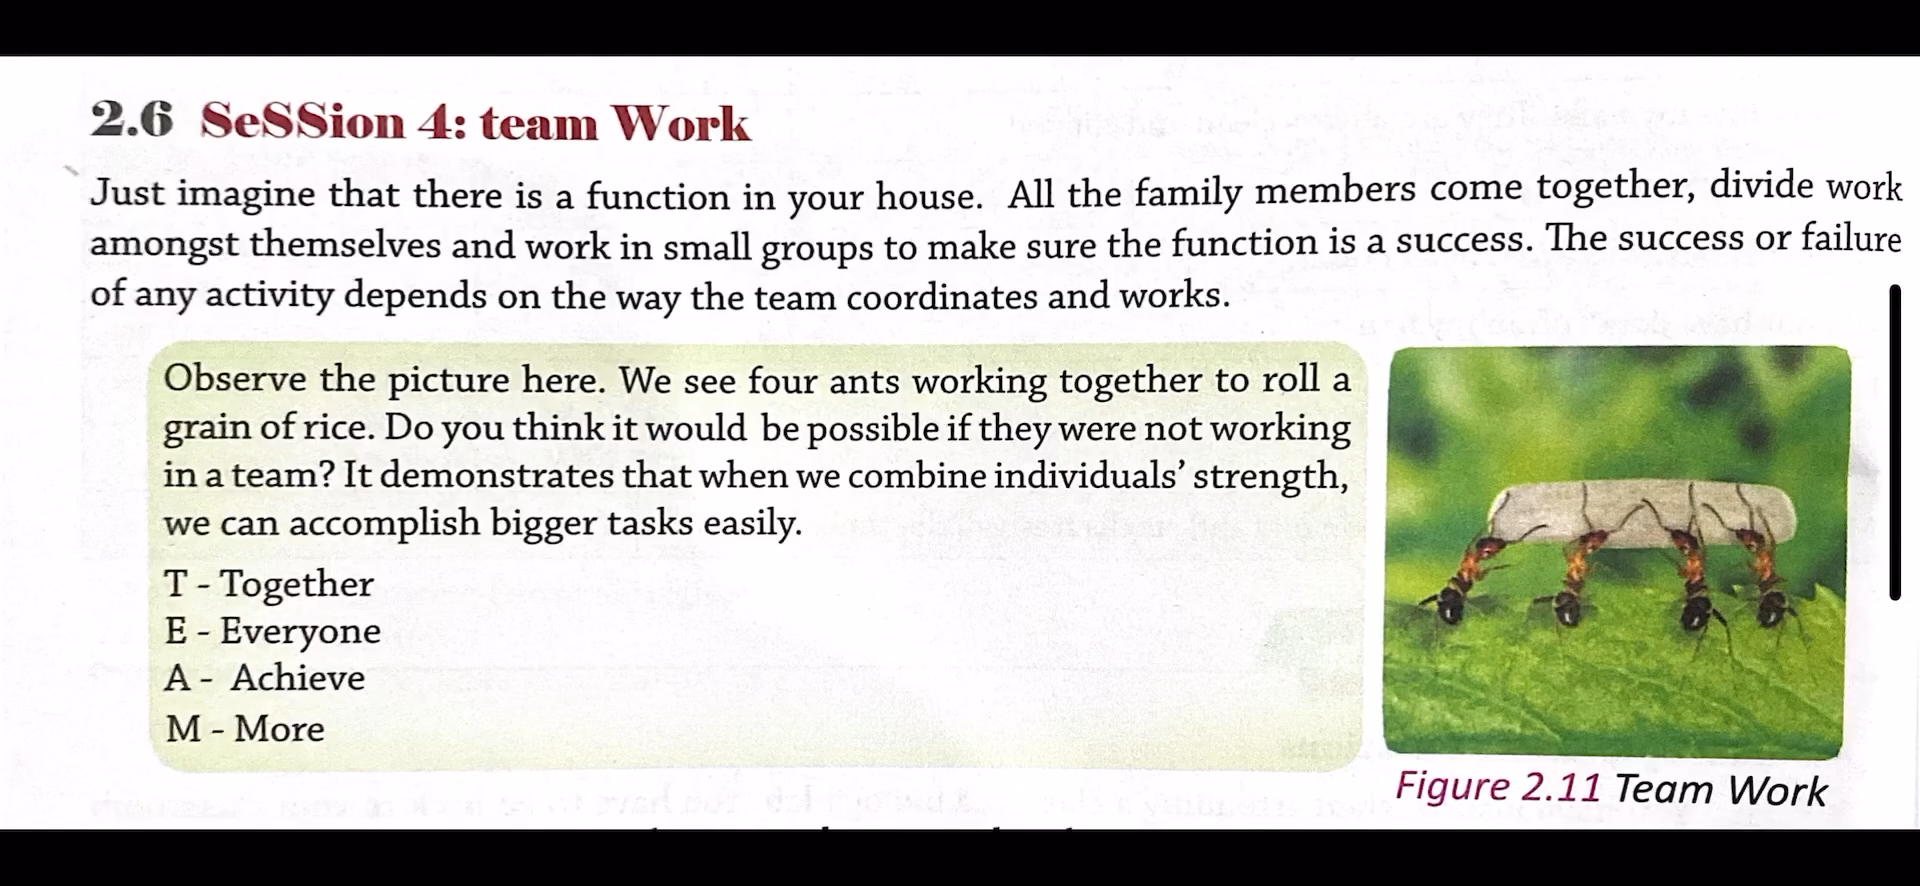 2.6 SeSSion 4: team Work
Just imagine that there is a function in your house. All the family members come together, divide work
amongst themselves and work in small groups to make sure the function is a success. The success or failure
of any activity depends on the way the team coordinates and works.
Observe the picture here. We see four ants working together to roll a
grain of rice. Do you think it would be possible if they were not working
in a team? It demonstrates that when we combine individuals' strength,
we can accomplish bigger tasks easily.
T - Together
E - Everyone
A - Achieve
M - More
Figure 2.11 Team Work